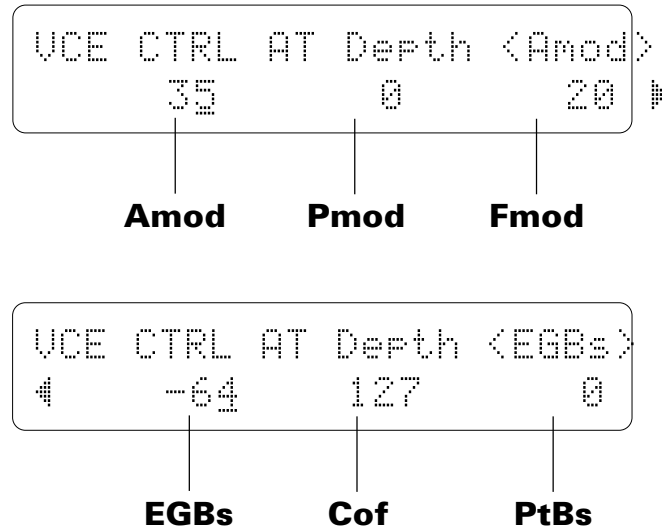 VCE CTRL AT Depth <Amod>
35 0 20
Amod Pmod Fmod
VCE CTRL AT Depth <EGBs>
-64 127 0
EGBs Cof PtBs